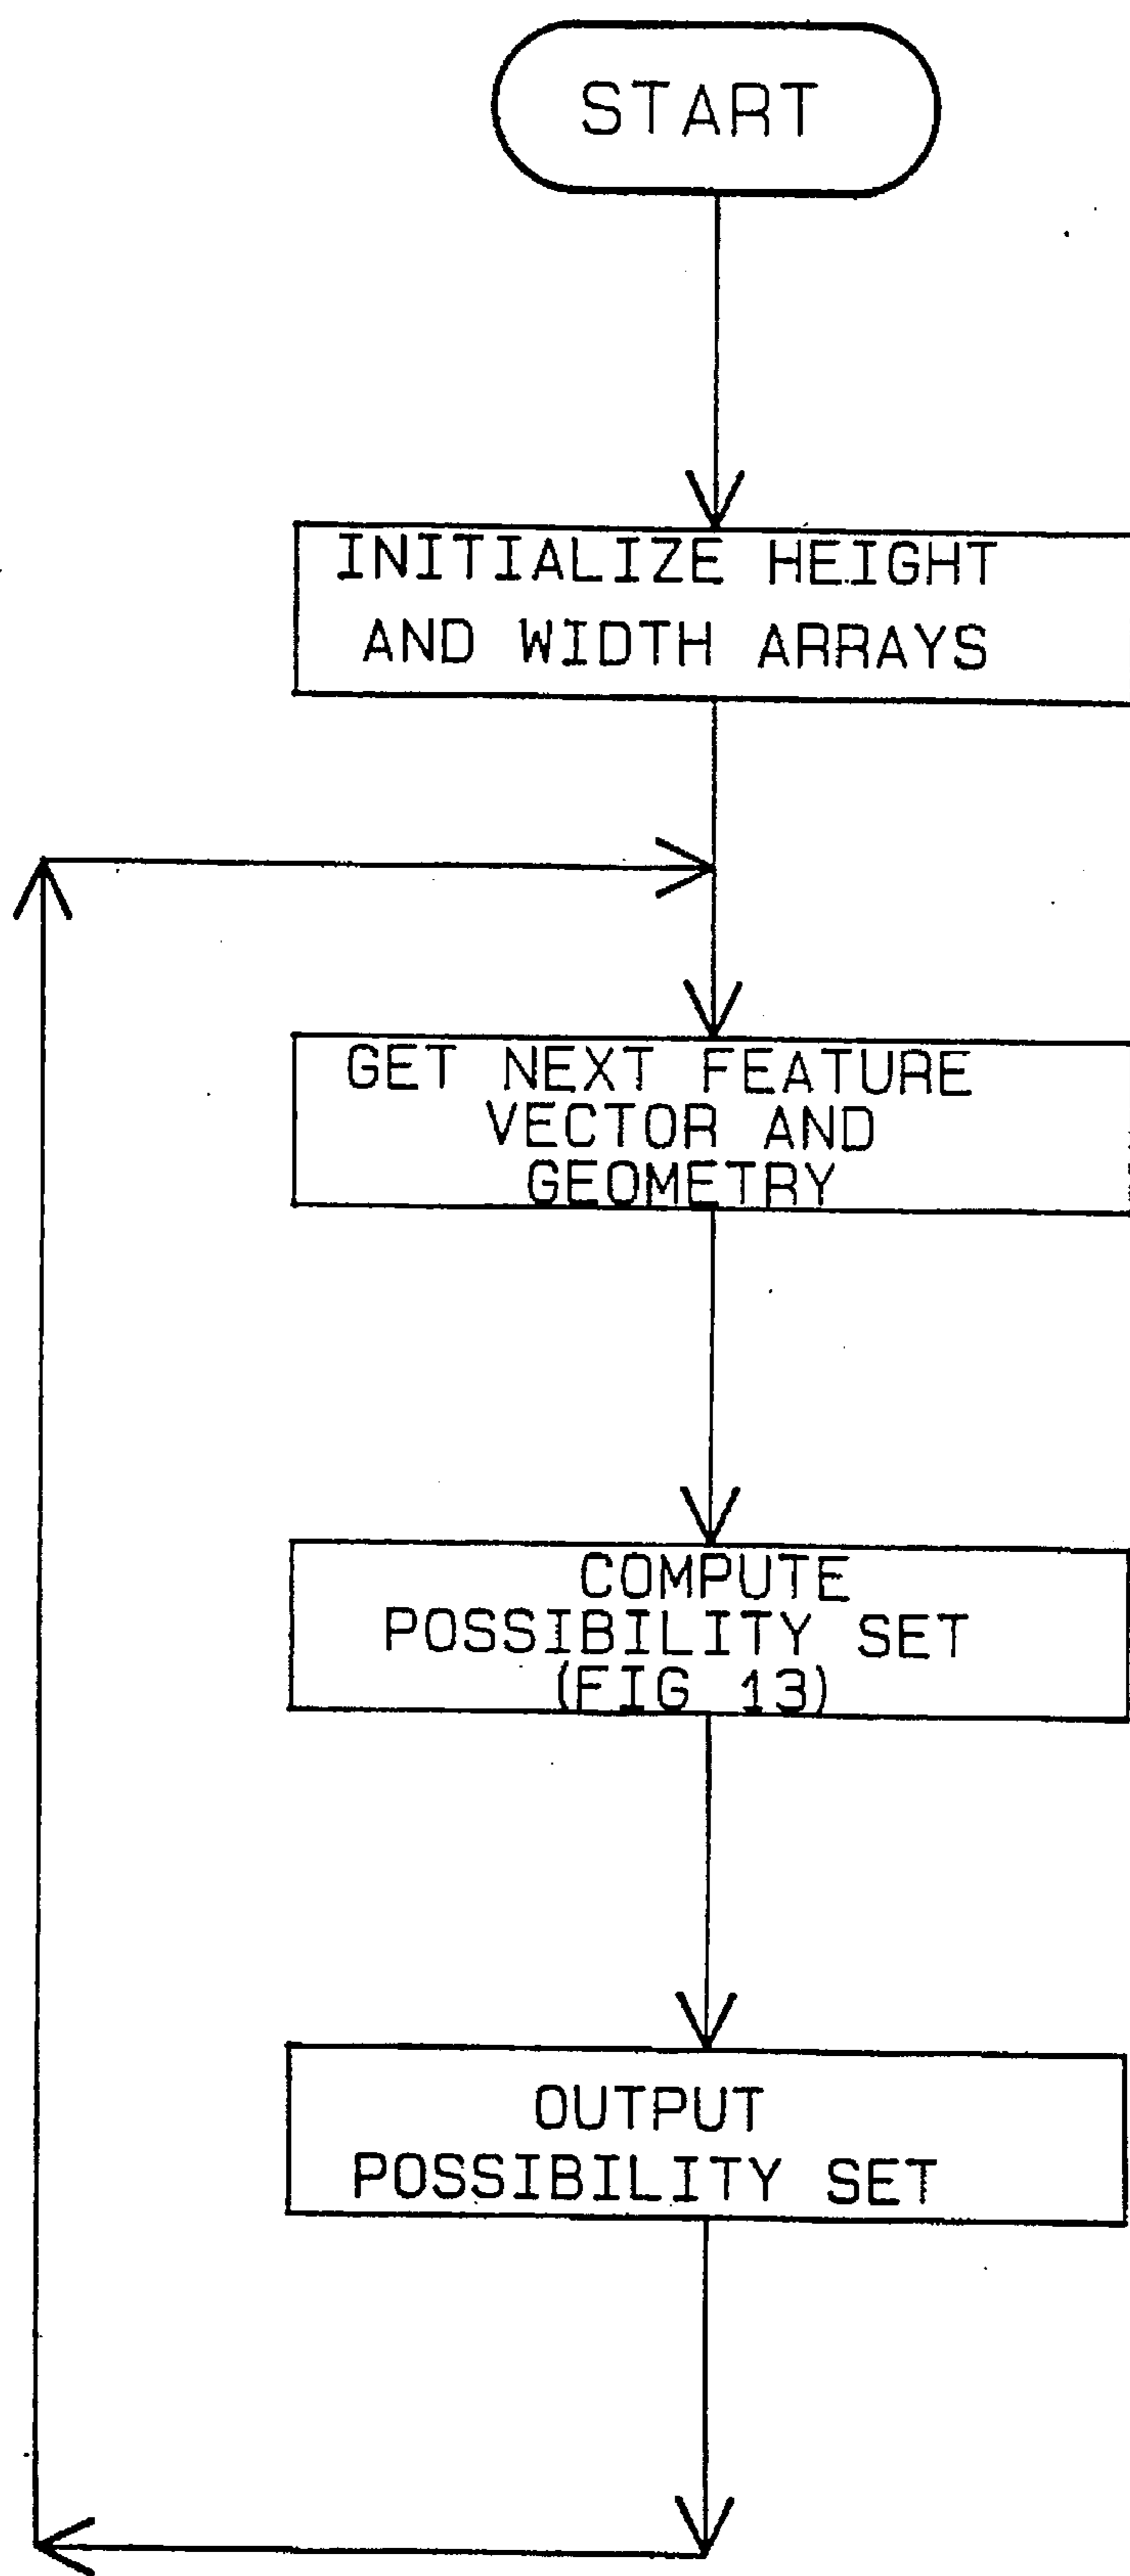 START
INITIALIZE HEIGHT
AND WIDTH ARRAYS
GET NEXT FEATURE
VECTOR AND
GEOMETRY
COMPUTE
POSSIBILITY SET
(FIG 13)
OUTPUT
POSSIBILITY SET